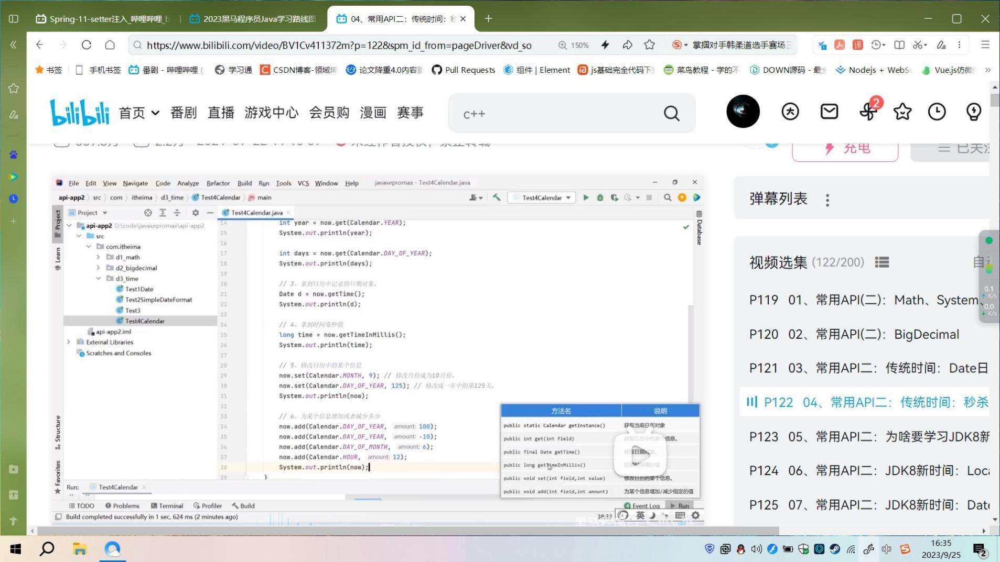 Spring-11-setter注入_哔哩哔哩_b
2023黑马程序员Java学习路线图
04、常用API二：传统时间：秒
https://www.bilibili.com/video/BV1Cv411372m?p=122&spm_id_from=pageDriver&vd_so
150%
掌掴对手韩柔道选手赛场三
书签
手机书签
番剧 - 哔哩哔哩 (
学习通
CSDN博客-领域博
论文降重4.0内容重
Pull Requests
组件 | Element
js基础完全代码下载
菜鸟教程 - 学的不
DOWN源码 - 最全
Nodejs + WebSc
Vue.js仿微信
bilibili
首页
番剧
直播
游戏中心
会员购
漫画
赛事
c++
2
未经作者授权，禁止转载
充电
已关注
File Edit View Navigate Code Analyze Refactor Build Run Tools VCS Window Help
javasepromax - Test4Calendar.java
api-app2 src com itheima d3_time Test4Calendar main
Test4Calendar
Project
Test4Calendar.java
Project
Learn
Structure
Favorites
Database
api-app2 D:\code\javasepromax\api-app2
src
com.itheima
d1_math
d2_bigdecimal
d3_time
Test1Date
Test2SimpleDateFormat
Test3
Test4Calendar
api-app2.iml
External Libraries
Scratches and Consoles
14 int year = now.get(Calendar.YEAR);
15 System.out.println(year);
16
17 int days = now.get(Calendar.DAY_OF_YEAR);
18 System.out.println(days);
19
20 // 3、拿到日历中记录的日期对象。
21 Date d = now.getTime();
22 System.out.println(d);
23
24 // 4、拿到时间毫秒值
25 long time = now.getTimeInMillis();
26 System.out.println(time);
27
28 // 5、修改日历中的某个信息
29 now.set(Calendar.MONTH, 9); // 修改月份成为10月份。
30 now.set(Calendar.DAY_OF_YEAR, 125); // 修改成一年中的第125天。
31 System.out.println(now);
32
33 // 6、为某个信息增加或者减少多少
34 now.add(Calendar.DAY_OF_YEAR, amount: 100);
35 now.add(Calendar.DAY_OF_YEAR, amount: -10);
36 now.add(Calendar.DAY_OF_MONTH, amount: 6);
37 now.add(Calendar.HOUR, amount: 12);
38 System.out.println(now);
39 }
方法名 说明
public static Calendar getInstance() 获取当前日历对象
public int get(int field) 获取日历中的某个信息。
public final Date getTime() 获取日期对象。
public long getTimeInMillis() 获取时间毫秒值
public void set(int field,int value) 修改日历的某个信息。
public void add(int field,int amount) 为某个信息增加/减少指定的值
Run: Test4Calendar
TODO Problems Terminal Profiler Build
4 Event Log Run
Build completed successfully in 1 sec, 624 ms (2 minutes ago)
38:33
英
弹幕列表
视频选集 (122/200)
P119 01、常用API(二)：Math、System、
P120 02、常用API(二)：BigDecimal
P121 03、常用API二：传统时间：Date日
P122 04、常用API二：传统时间：秒杀
P123 05、常用API二：为啥要学习JDK8新
P124 06、常用API二：JDK8新时间：Loca
P125 07、常用API二：JDK8新时间：Date
0.1
K/s
0.0
K/s
中
16:35
2023/9/25
2